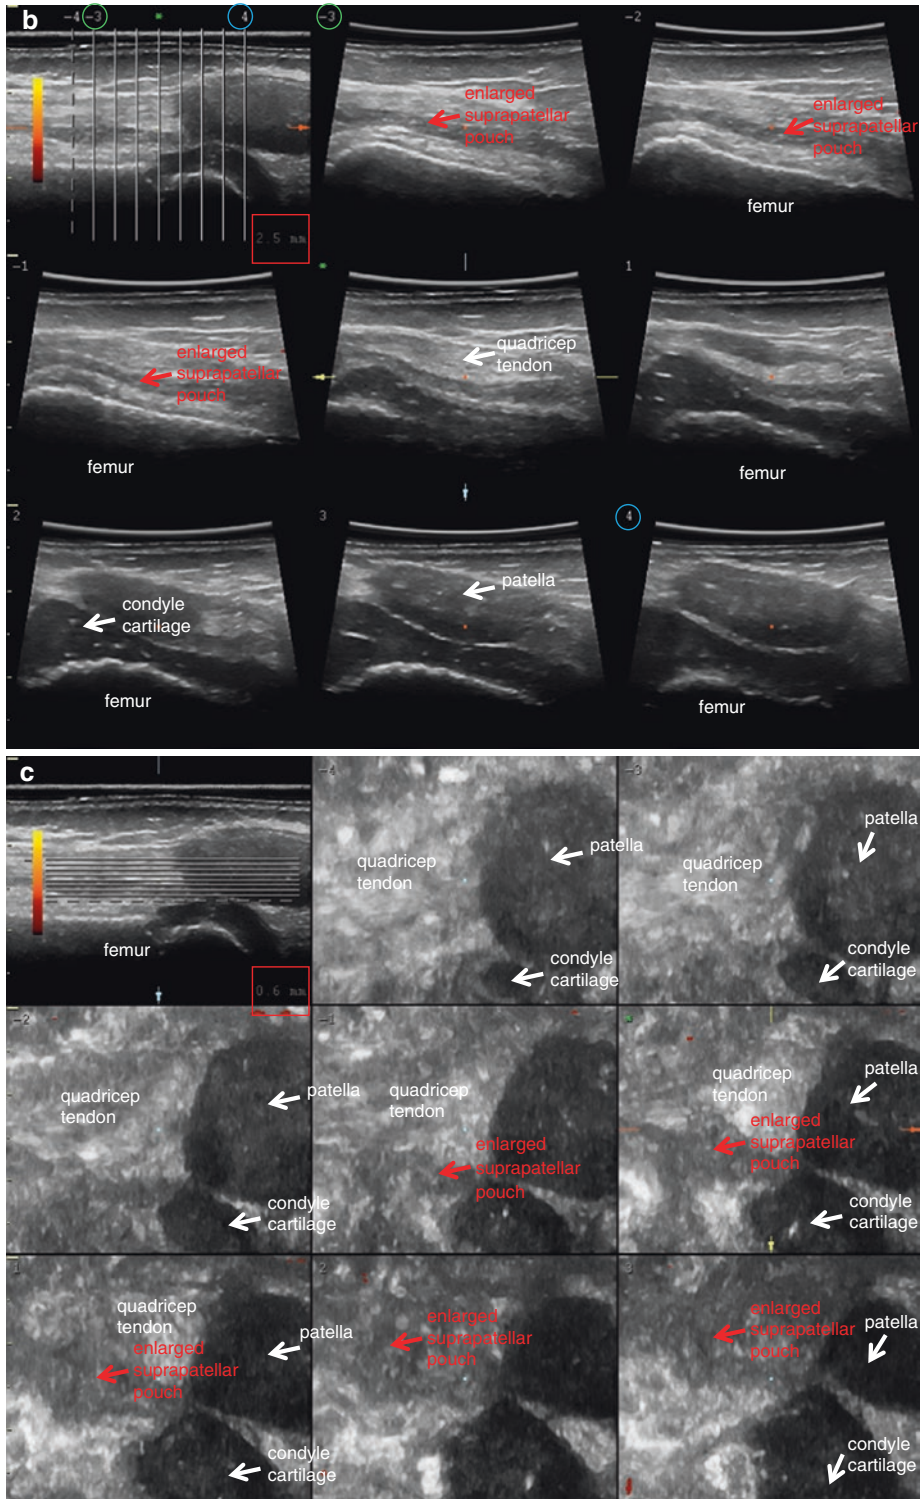 b
-4
-3
4
-3
-2
enlarged
suprapatellar
pouch
enlarged
suprapatellar
pouch
femur
2.5 mm
-1
1
enlarged
suprapatellar
pouch
quadricep
tendon
femur
femur
2
3
4
condyle
cartilage
patella
femur
femur
c
-4
-3
quadricep
tendon
patella
quadricep
tendon
patella
femur
condyle
cartilage
condyle
cartilage
0.6 mm
-2
-1
quadricep
tendon
patella
quadricep
tendon
quadricep
tendon
patella
enlarged
suprapatellar
pouch
enlarged
suprapatellar
pouch
condyle
cartilage
condyle
cartilage
1
2
3
quadricep
tendon
patella
enlarged
suprapatellar
pouch
enlarged
suprapatellar
pouch
enlarged
suprapatellar
pouch
patella
condyle
cartilage
condyle
cartilage